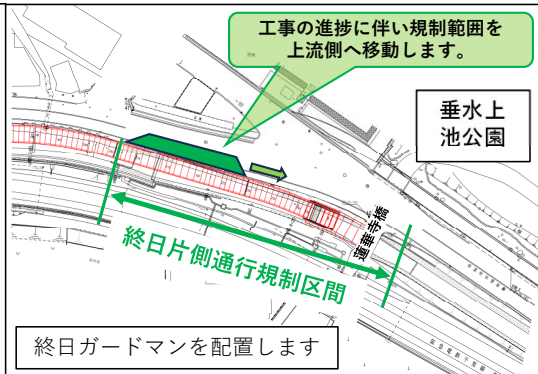 工事の進捗に伴い規制範囲を
上流側へ移動します。
垂水上
池公園
蓮華寺橋
終日片側通行規制区間
終日ガードマンを配置します